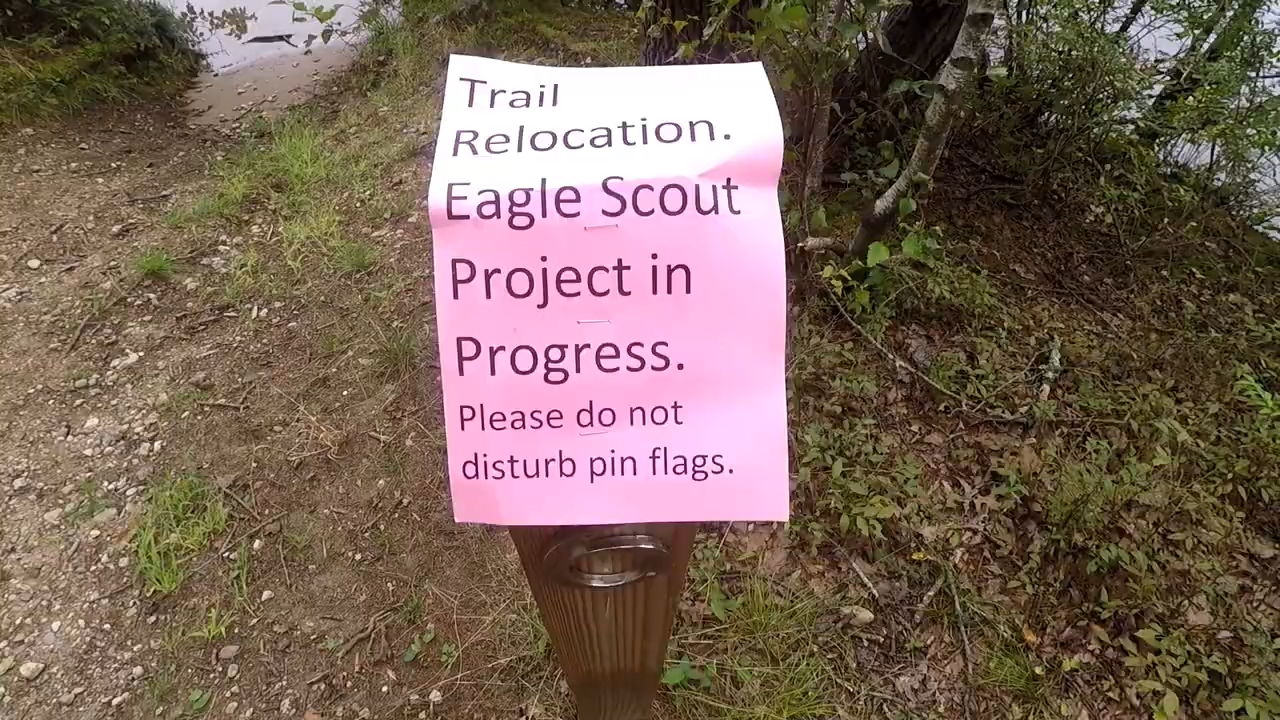 Trail
Relocation.
Eagle Scout
Project in
Progress.
Please do not
disturb pin flags.